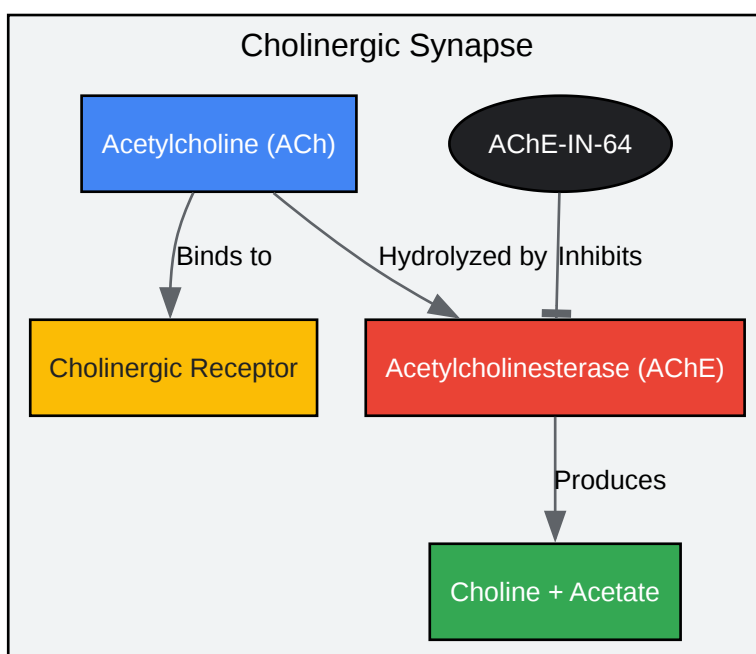 Cholinergic Synapse
Acetylcholine (ACh)
AChE-IN-64
Binds to
Hydrolyzed by
Inhibits
Cholinergic Receptor
Acetylcholinesterase (AChE)
Produces
Choline + Acetate